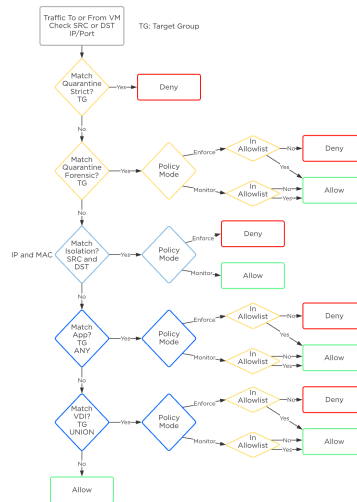 Traffic To or From VM
Check SRC or DST
IP/Port
TG: Target Group
Match
Quarantine
Strict?
TG
Yes
Deny
No
Match
Quarantine
Forensic?
TG
Yes
Policy
Mode
Enforce
In
Allowlist
No
Deny
Yes
Monitor
In
Allowlist
No
Yes
Allow
No
IP and MAC
Match
Isolation?
SRC and
DST
Yes
Policy
Mode
Enforce
Deny
Monitor
Allow
No
Match
App?
TG
ANY
Yes
Policy
Mode
Enforce
In
Allowlist
No
Deny
Yes
Monitor
In
Allowlist
No
Yes
Allow
No
Match
VDI?
TG
UNION
Yes
Policy
Mode
Enforce
In
Allowlist
No
Deny
Yes
Monitor
In
Allowlist
No
Yes
Allow
No
Allow